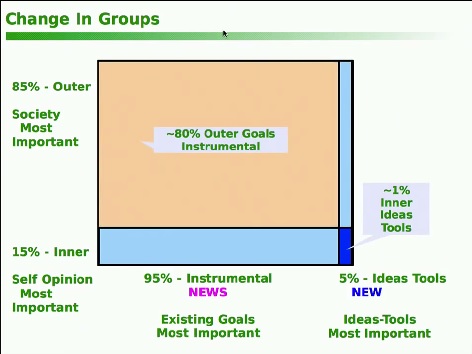 Change In Groups
85% - Outer
Society
Most
Important
~80% Outer Goals
Instrumental
~1%
Inner
Ideas
Tools
15% - Inner
Self Opinion
Most
Important
95% - Instrumental
NEWS
Existing Goals
Most Important
5% - Ideas Tools
NEW
Ideas-Tools
Most Important